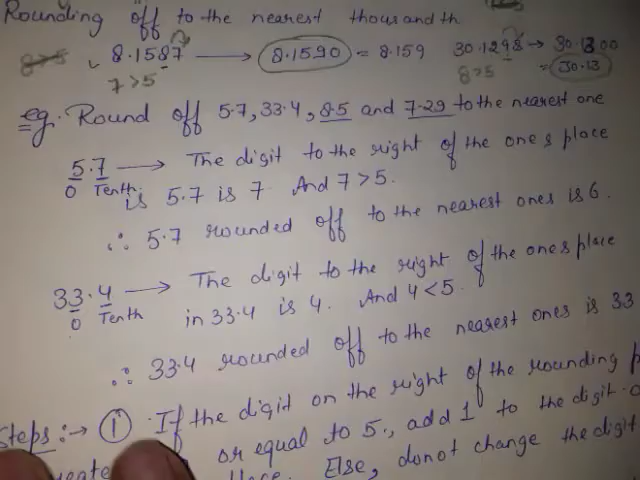 Rounding off to the nearest thousandth
8>5 8.1587 → 8.1590 = 8.159 30.1298 → 30.1300
7>5 8>5 = 30.13
eg. Round off 5.7, 33.4, 8.5 and 7.29 to the nearest one
5.7 → The digit to the right of the ones place
O Tenth is 5.7 is 7. And 7>5.
∴ 5.7 rounded off to the nearest ones is 6.
33.4 → The digit to the right of the ones place
O Tenth in 33.4 is 4. And 4<5.
∴ 33.4 rounded off to the nearest ones is 33
Steps :→ ① If the digit on the right of the rounding
or equal to 5, add 1 to the digit
Else, donot change the digit